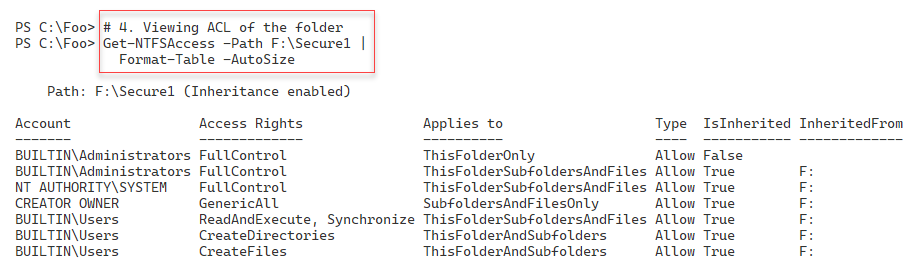 PS C:\Foo> # 4. Viewing ACL of the folder
PS C:\Foo> Get-NTFSAccess -Path F:\Secure1 |
Format-Table -AutoSize
Path: F:\Secure1 (Inheritance enabled)
Account Access Rights Applies to Type IsInherited InheritedFrom
------- ------------- ---------- ---- ----------- -------------
BUILTIN\Administrators FullControl ThisFolderOnly Allow False
BUILTIN\Administrators FullControl ThisFolderSubfoldersAndFiles Allow True F:
NT AUTHORITY\SYSTEM FullControl ThisFolderSubfoldersAndFiles Allow True F:
CREATOR OWNER GenericAll SubfoldersAndFilesOnly Allow True F:
BUILTIN\Users ReadAndExecute, Synchronize ThisFolderSubfoldersAndFiles Allow True F:
BUILTIN\Users CreateDirectories ThisFolderAndSubfolders Allow True F:
BUILTIN\Users CreateFiles ThisFolderAndSubfolders Allow True F: